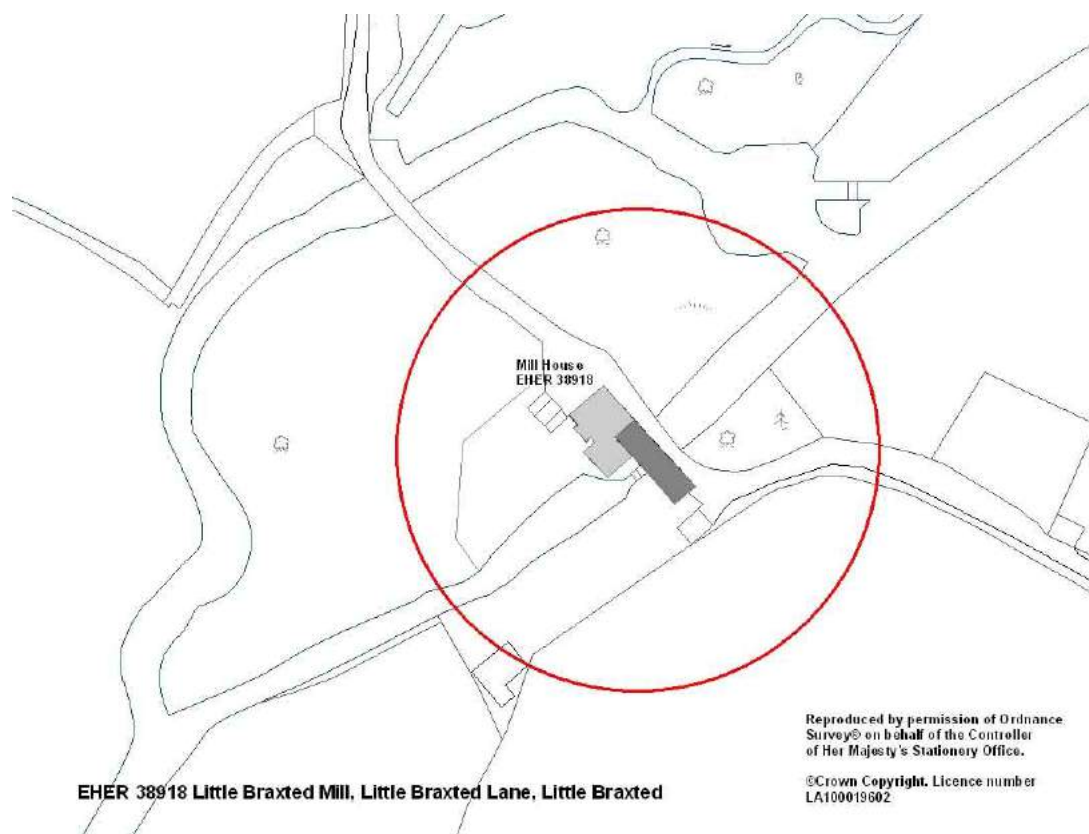 Mill House
EHER 38918
Reproduced by permission of Ordnance
Survey© on behalf of the Controller
of Her Majesty's Stationery Office.
©Crown Copyright. Licence number
LA100019602
EHER 38918 Little Braxted Mill, Little Braxted Lane, Little Braxted